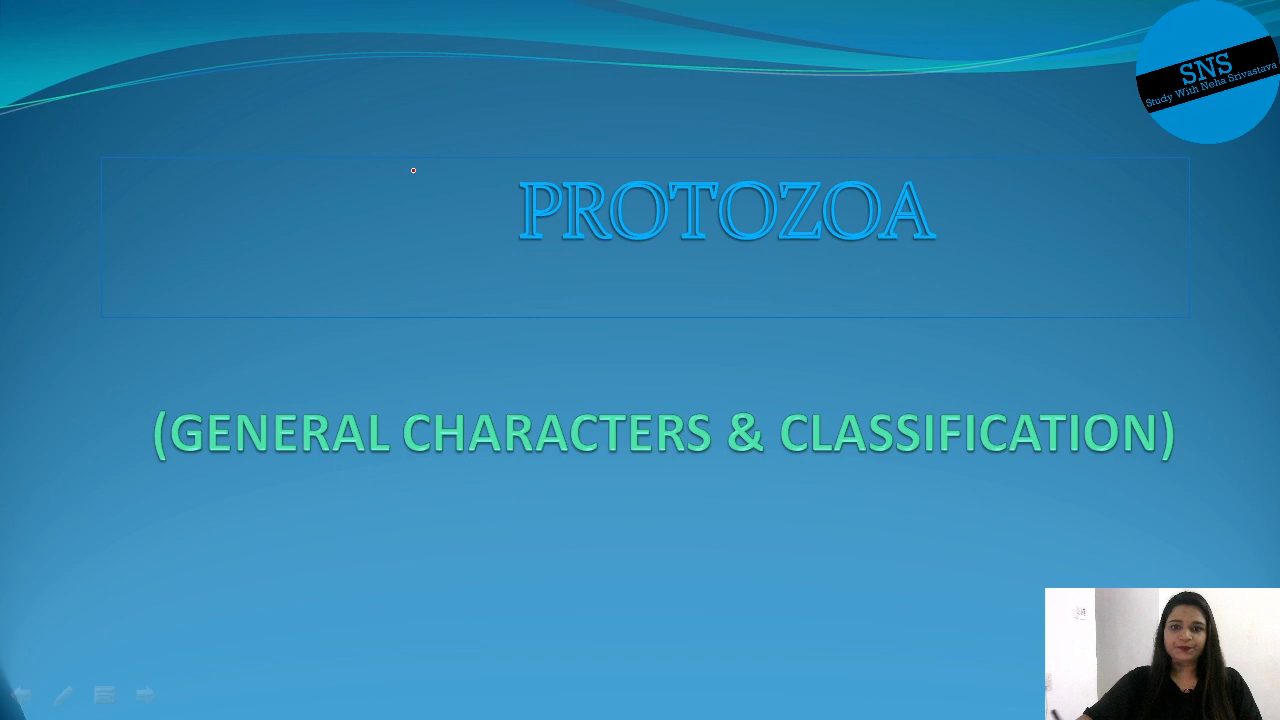 SNS
Study With Neha Srivastava
PROTOZOA
(GENERAL CHARACTERS & CLASSIFICATION)